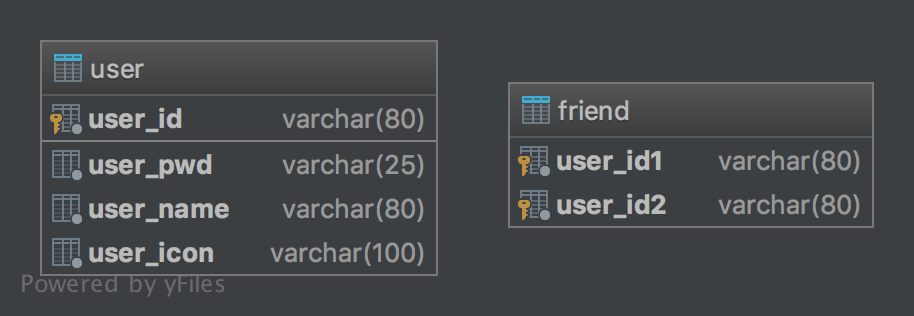 user
user_id varchar(80)
user_pwd varchar(25)
user_name varchar(80)
user_icon varchar(100)
friend
user_id1 varchar(80)
user_id2 varchar(80)
Powered by yFiles